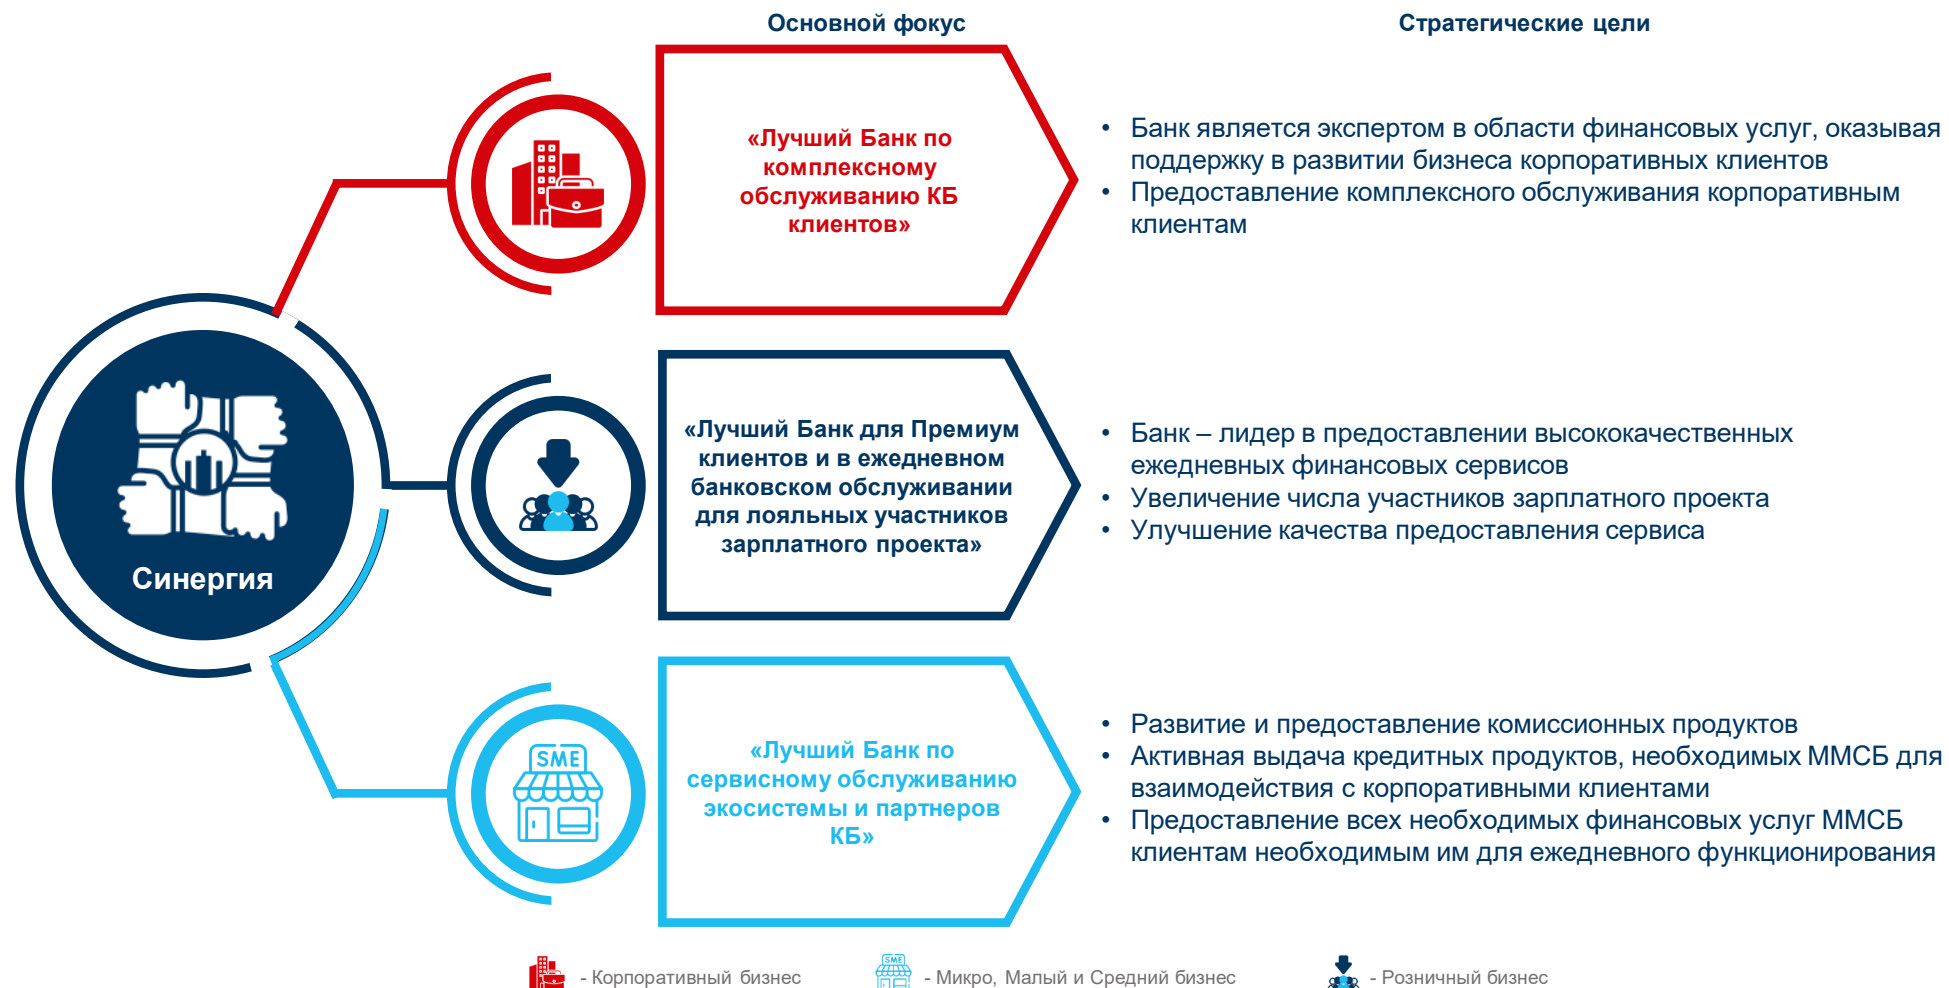 Основной фокус
Стратегические цели
«Лучший Банк по
комплексному
обслуживанию КБ
клиентов»
• Банк является экспертом в области финансовых услуг, оказывая
поддержку в развитии бизнеса корпоративных клиентов
• Предоставление комплексного обслуживания корпоративным
клиентам
Синергия
«Лучший Банк для Премиум
клиентов и в ежедневном
банковском обслуживании
для лояльных участников
зарплатного проекта»
• Банк – лидер в предоставлении высококачественных
ежедневных финансовых сервисов
• Увеличение числа участников зарплатного проекта
• Улучшение качества предоставления сервиса
SME
«Лучший Банк по
сервисному обслуживанию
экосистемы и партнеров
КБ»
• Развитие и предоставление комиссионных продуктов
• Активная выдача кредитных продуктов, необходимых ММСБ для
взаимодействия с корпоративными клиентами
• Предоставление всех необходимых финансовых услуг ММСБ
клиентам необходимым им для ежедневного функционирования
- Корпоративный бизнес
SME
- Микро, Малый и Средний бизнес
- Розничный бизнес